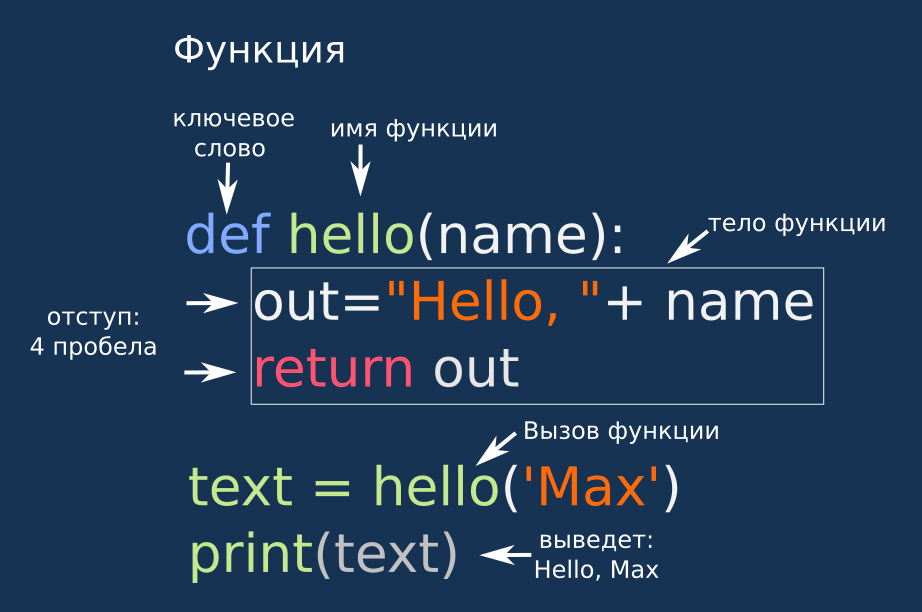 Функция
ключевое
слово
имя функции
def hello(name):
тело функции
out="Hello, "+ name
отступ:
4 пробела
return out
Вызов функции
text = hello('Max')
print(text)
выведет:
Hello, Max